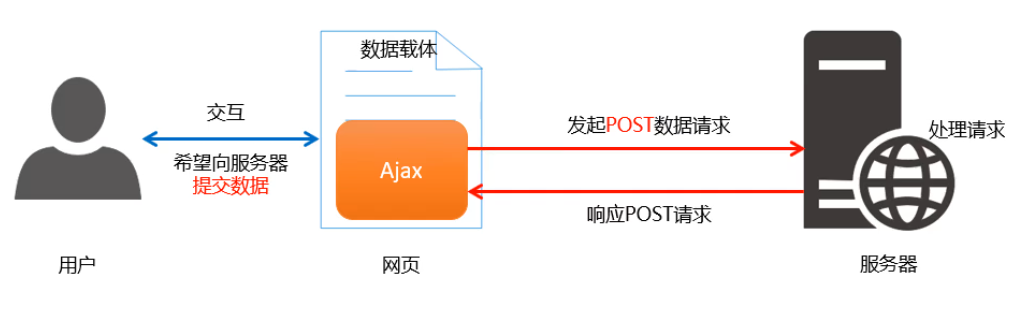 数据载体
交互
希望向服务器
提交数据
Ajax
发起POST数据请求
响应POST请求
处理请求
用户
网页
服务器